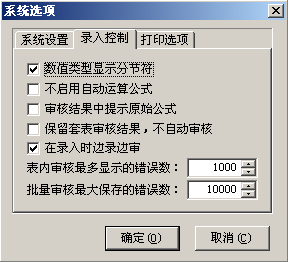 系统选项
系统设置 录入控制 打印选项
数值类型显示分节符
不启用自动运算公式
审核结果中提示原始公式
保留套表审核结果，不自动审核
在录入时边录边审
表内审核最多显示的错误数： 1000
批量审核最大保存的错误数： 10000
确定(O) 取消(C)